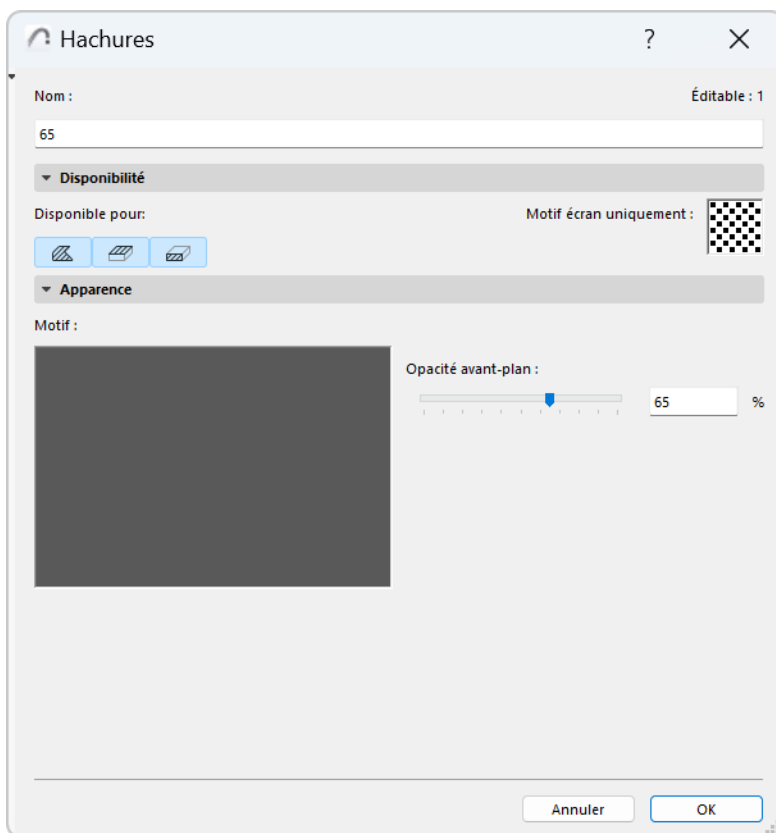 Hachures
?
Nom :
Éditable : 1
65
Disponibilité
Disponible pour:
Motif écran uniquement :
Apparence
Motif :
Opacité avant-plan :
65 %
Annuler
OK